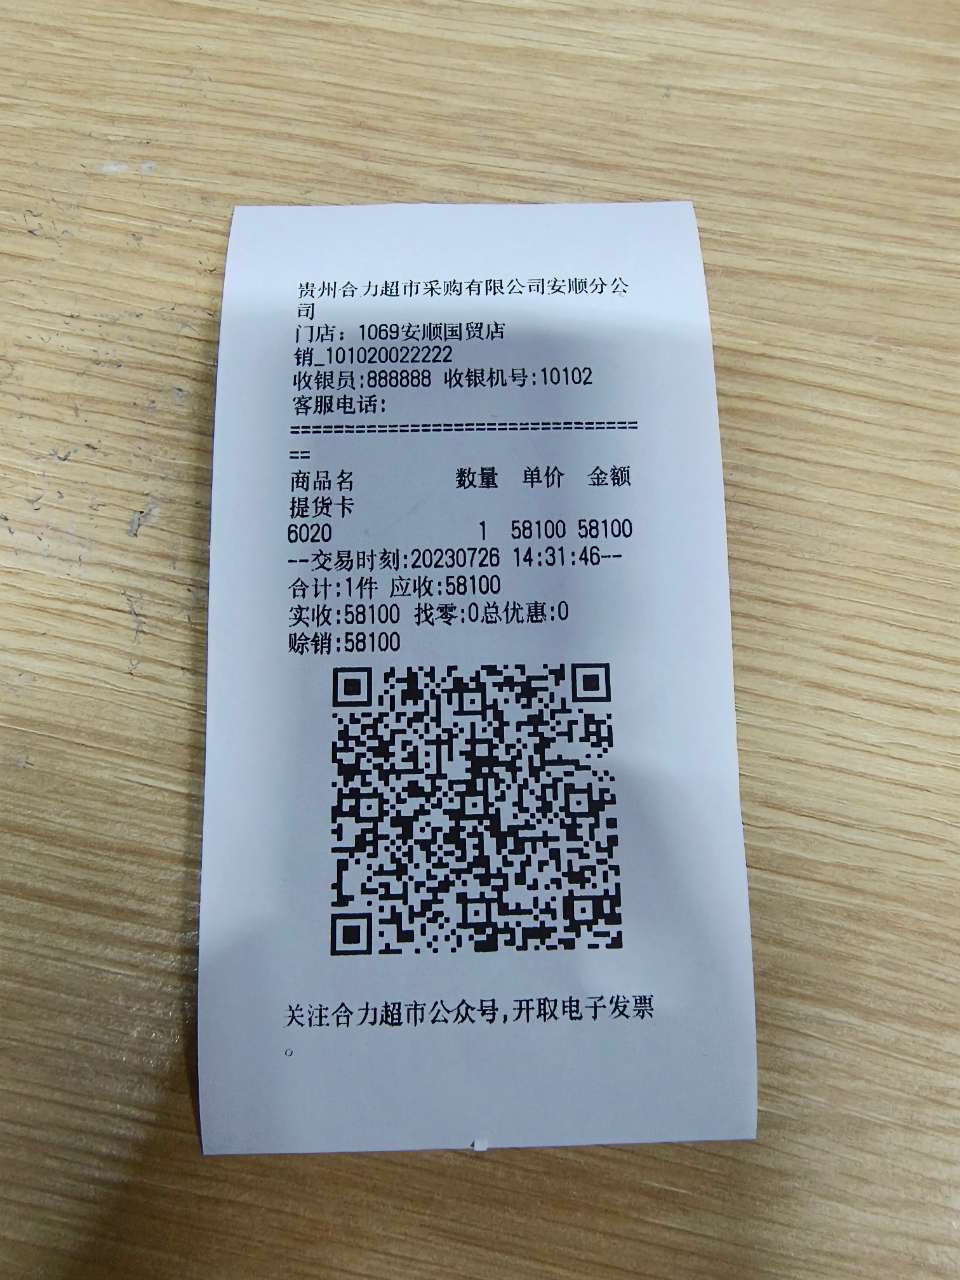 贵州合力超市采购有限公司安顺分公
司
门店：1069安顺国贸店
销_101020022222
收银员:888888 收银机号:10102
客服电话:
================================
==
商品名 数量 单价 金额
提货卡
6020 1 58100 58100
--交易时刻:20230726 14:31:46--
合计:1件 应收:58100
实收:58100 找零:0总优惠:0
赊销:58100
关注合力超市公众号,开取电子发票
。